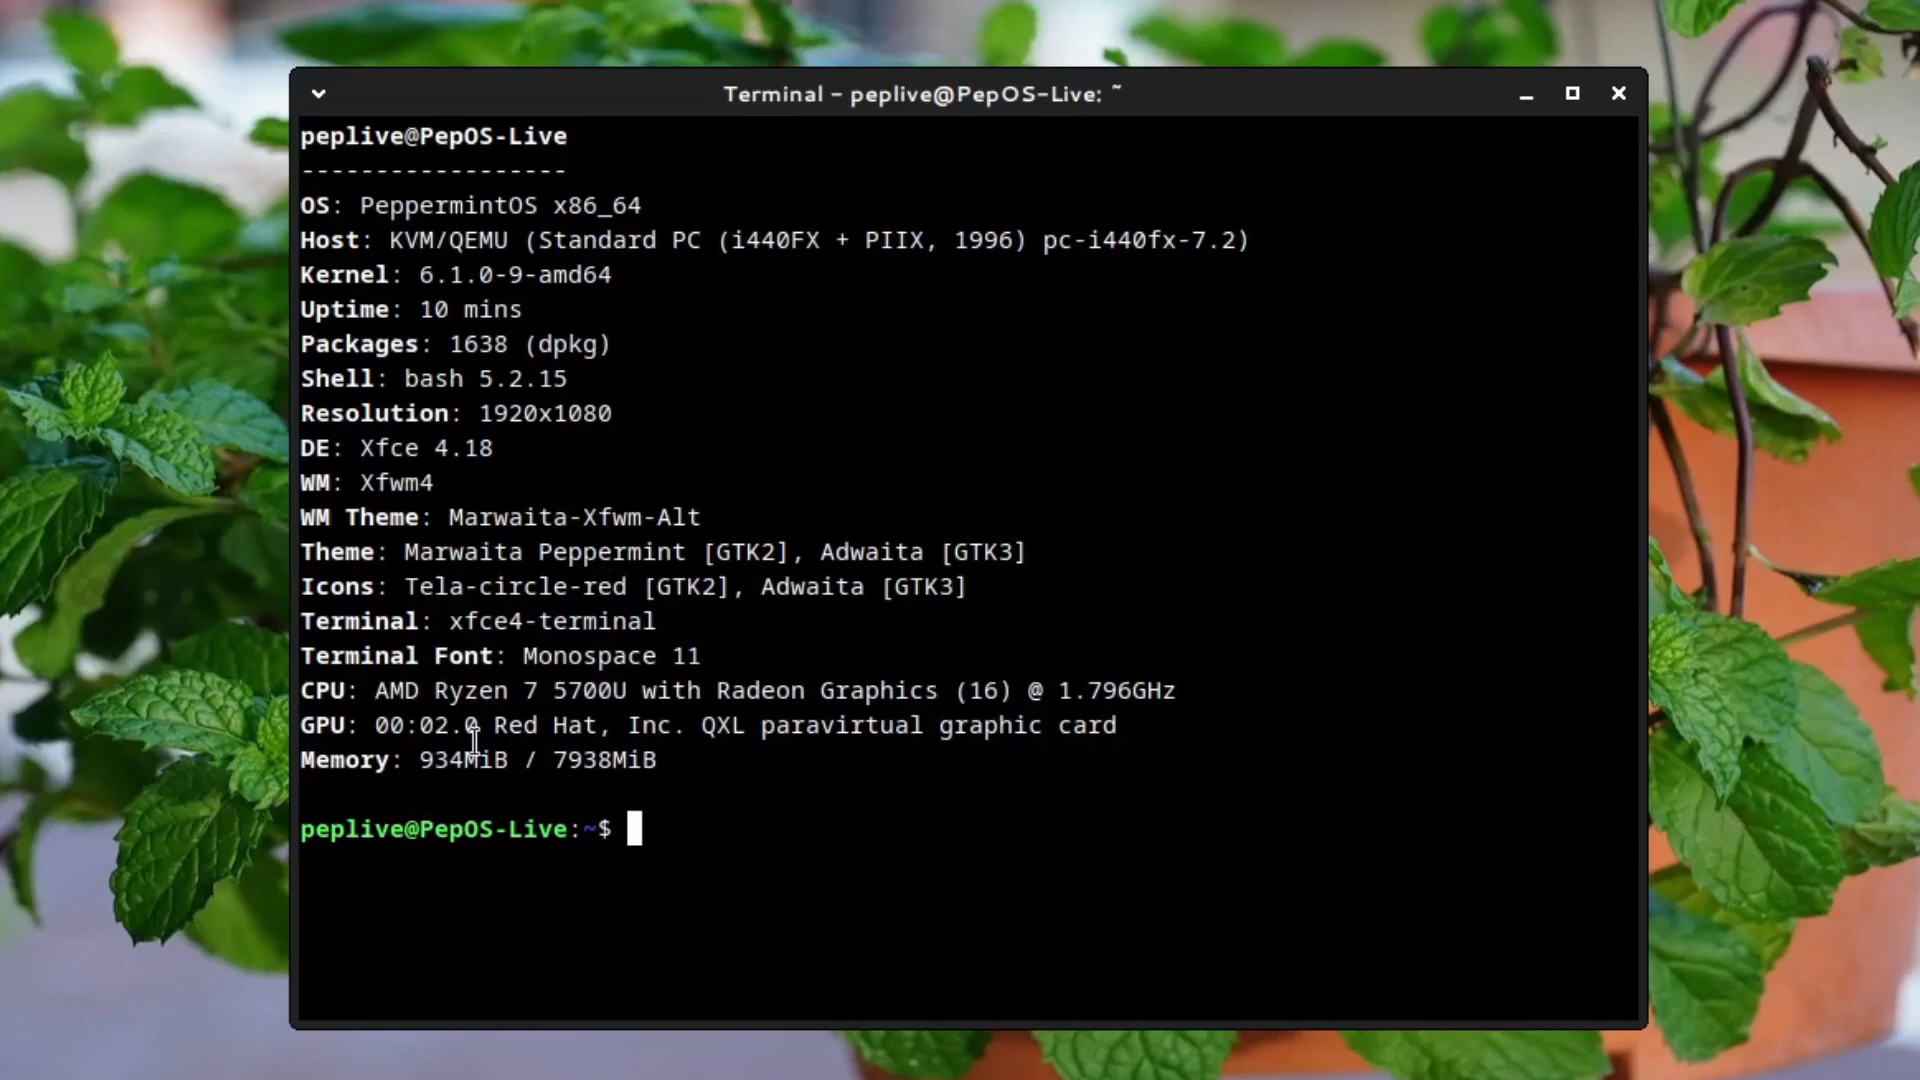 Terminal - peplive@PepOS-Live: ~
peplive@PepOS-Live
------------------
OS: PeppermintOS x86_64
Host: KVM/QEMU (Standard PC (i440FX + PIIX, 1996) pc-i440fx-7.2)
Kernel: 6.1.0-9-amd64
Uptime: 10 mins
Packages: 1638 (dpkg)
Shell: bash 5.2.15
Resolution: 1920x1080
DE: Xfce 4.18
WM: Xfwm4
WM Theme: Marwaita-Xfwm-Alt
Theme: Marwaita Peppermint [GTK2], Adwaita [GTK3]
Icons: Tela-circle-red [GTK2], Adwaita [GTK3]
Terminal: xfce4-terminal
Terminal Font: Monospace 11
CPU: AMD Ryzen 7 5700U with Radeon Graphics (16) @ 1.796GHz
GPU: 00:02.0 Red Hat, Inc. QXL paravirtual graphic card
Memory: 934MiB / 7938MiB
peplive@PepOS-Live:~$